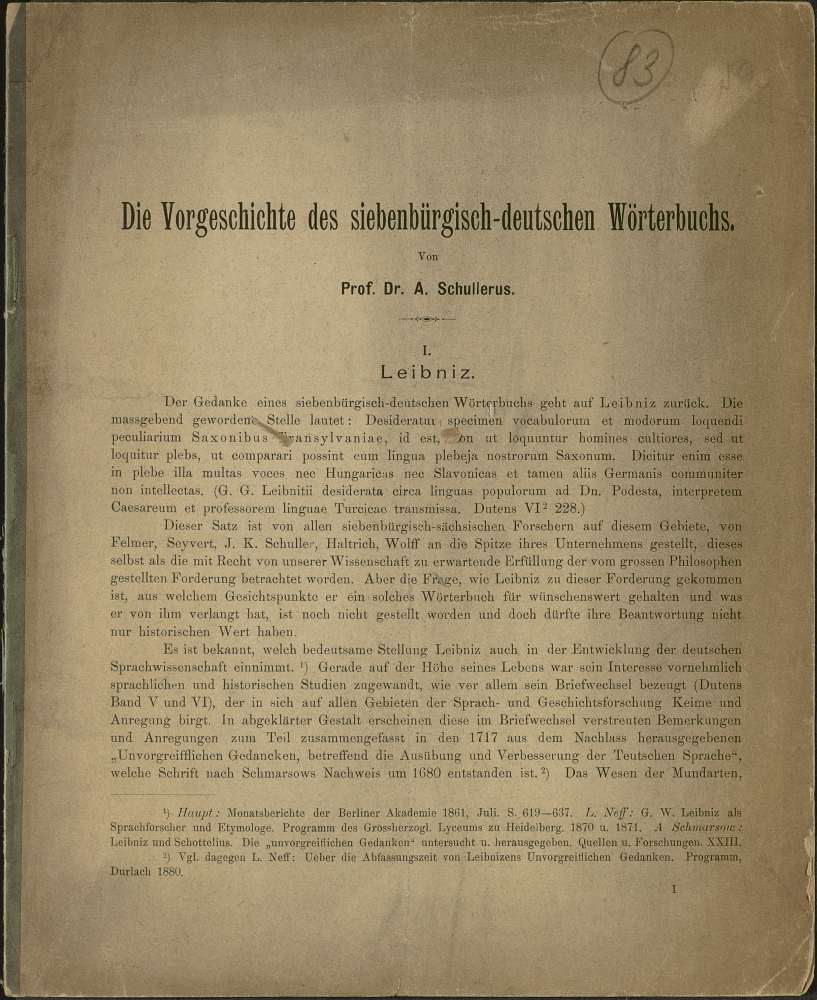 83
Die Vorgeschichte des siebenbürgisch-deutschen Wörterbuchs.
Von
Prof. Dr. A. Schullerus.
I.
Leibniz.
Der Gedanke eines siebenbürgisch-deutschen Wörterbuchs geht auf Leibniz zurück. Die
massgebend gewordene Stelle lautet: Desideratur specimen vocabulorum et modorum loquendi
peculiarium Saxonibus Transylvaniae, id est, non ut loquuntur homines cultiores, sed ut
loquitur plebs, ut comparari possint cum lingua plebeja nostrorum Saxonum. Dicitur enim esse
in plebe illa multas voces nec Hungaricas nec Slavonicas et tamen aliis Germanis communiter
non intellectas. (G. G. Leibnitii desiderata circa linguas populorum ad Dn. Podesta, interpretem
Caesareum et professorem linguae Turcicae transmissa. Dutens VI² 228.)
Dieser Satz ist von allen siebenbürgisch-sächsischen Forschern auf diesem Gebiete, von
Felmer, Seyvert, J. K. Schuller, Haltrich, Wolff an die Spitze ihres Unternehmens gestellt, dieses
selbst als die mit Recht von unserer Wissenschaft zu erwartende Erfüllung der vom grossen Philosophen
gestellten Forderung betrachtet worden. Aber die Frage, wie Leibniz zu dieser Forderung gekommen
ist, aus welchem Gesichtspunkte er ein solches Wörterbuch für wünschenswert gehalten und was
er von ihm verlangt hat, ist noch nicht gestellt worden und doch dürfte ihre Beantwortung nicht
nur historischen Wert haben.
Es ist bekannt, welch bedeutsame Stellung Leibniz auch in der Entwicklung der deutschen
Sprachwissenschaft einnimmt. ¹) Gerade auf der Höhe seines Lebens war sein Interesse vornehmlich
sprachlichen und historischen Studien zugewandt, wie vor allem sein Briefwechsel bezeugt (Dutens
Band V und VI), der in sich auf allen Gebieten der Sprach- und Geschichtsforschung Keime und
Anregung birgt. In abgeklärter Gestalt erscheinen diese im Briefwechsel verstreuten Bemerkungen
und Anregungen zum Teil zusammengefasst in den 1717 aus dem Nachlass herausgegebenen
„Unvorgreifflichen Gedancken, betreffend die Ausübung und Verbesserung der Teutschen Sprache“,
welche Schrift nach Schmarsows Nachweis um 1680 entstanden ist. ²) Das Wesen der Mundarten,
¹) Haupt: Monatsberichte der Berliner Akademie 1861, Juli. S. 619—637. L. Neff: G. W. Leibniz als
Sprachforscher und Etymologe. Programm des Grossherzogl. Lyceums zu Heidelberg. 1870 u. 1871. A Schmarsow:
Leibniz und Schottelius. Die „unvorgreiflichen Gedanken“ untersucht u. herausgegeben. Quellen u. Forschungen. XXIII.
²) Vgl. dagegen L. Neff: Ueber die Abfassungszeit von Leibnizens Unvorgreiflichen Gedanken. Programm,
Durlach 1880.
I